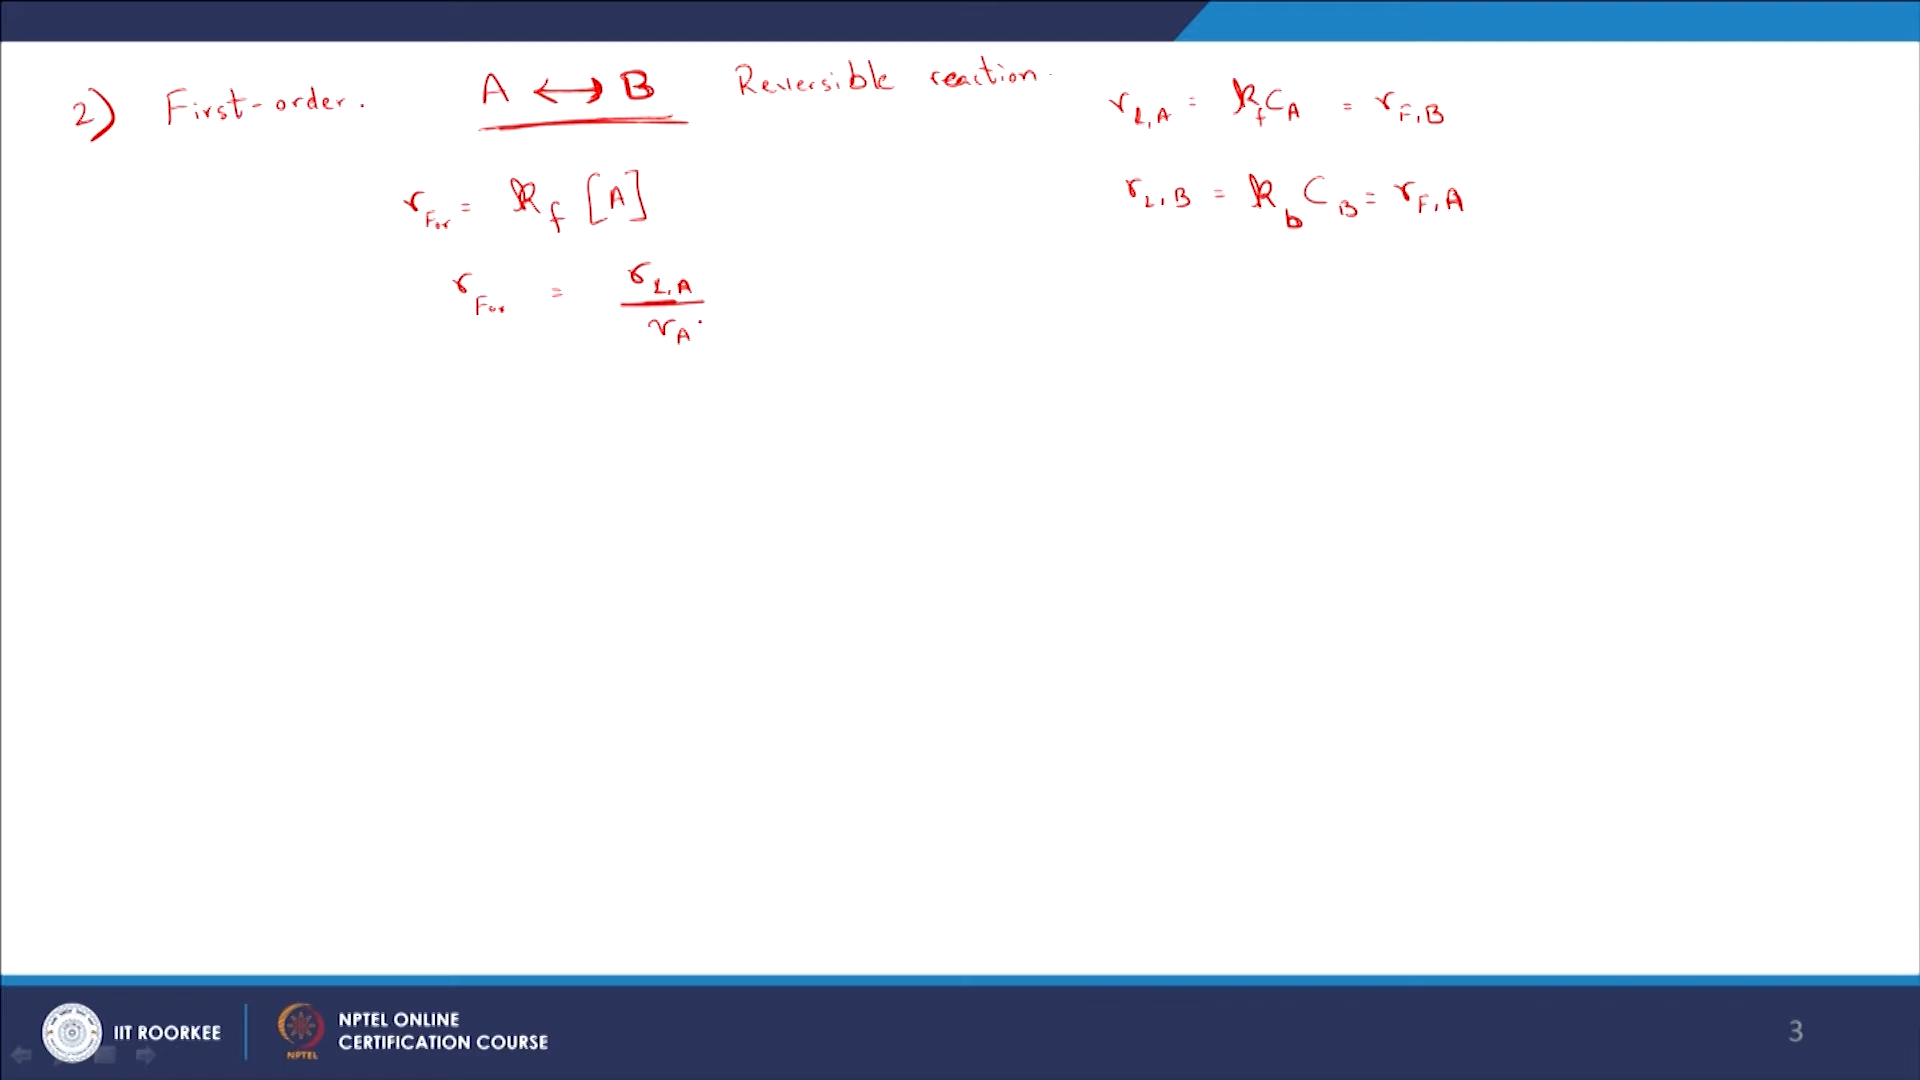 2) First-order. A ⟷ B Reversible reaction.
r_{L,A} = k_f C_A = r_{F,B}
r_{For} = k_f [A]
r_{L,B} = k_b C_B = r_{F,A}
r_{For} = r_{L,A} / ν_A
IIT ROORKEE
NPTEL ONLINE
CERTIFICATION COURSE
NPTEL
3